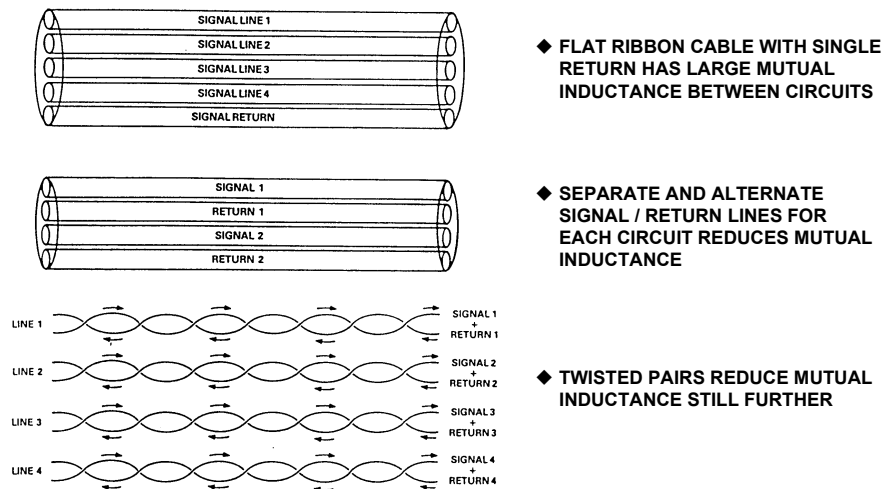 SIGNAL LINE 1
SIGNAL LINE 2
SIGNAL LINE 3
SIGNAL LINE 4
SIGNAL RETURN
◆ FLAT RIBBON CABLE WITH SINGLE
RETURN HAS LARGE MUTUAL
INDUCTANCE BETWEEN CIRCUITS
SIGNAL 1
RETURN 1
SIGNAL 2
RETURN 2
◆ SEPARATE AND ALTERNATE
SIGNAL / RETURN LINES FOR
EACH CIRCUIT REDUCES MUTUAL
INDUCTANCE
LINE 1
SIGNAL 1
+
RETURN 1
LINE 2
SIGNAL 2
+
RETURN 2
LINE 3
SIGNAL 3
+
RETURN 3
LINE 4
SIGNAL 4
+
RETURN 4
◆ TWISTED PAIRS REDUCE MUTUAL
INDUCTANCE STILL FURTHER